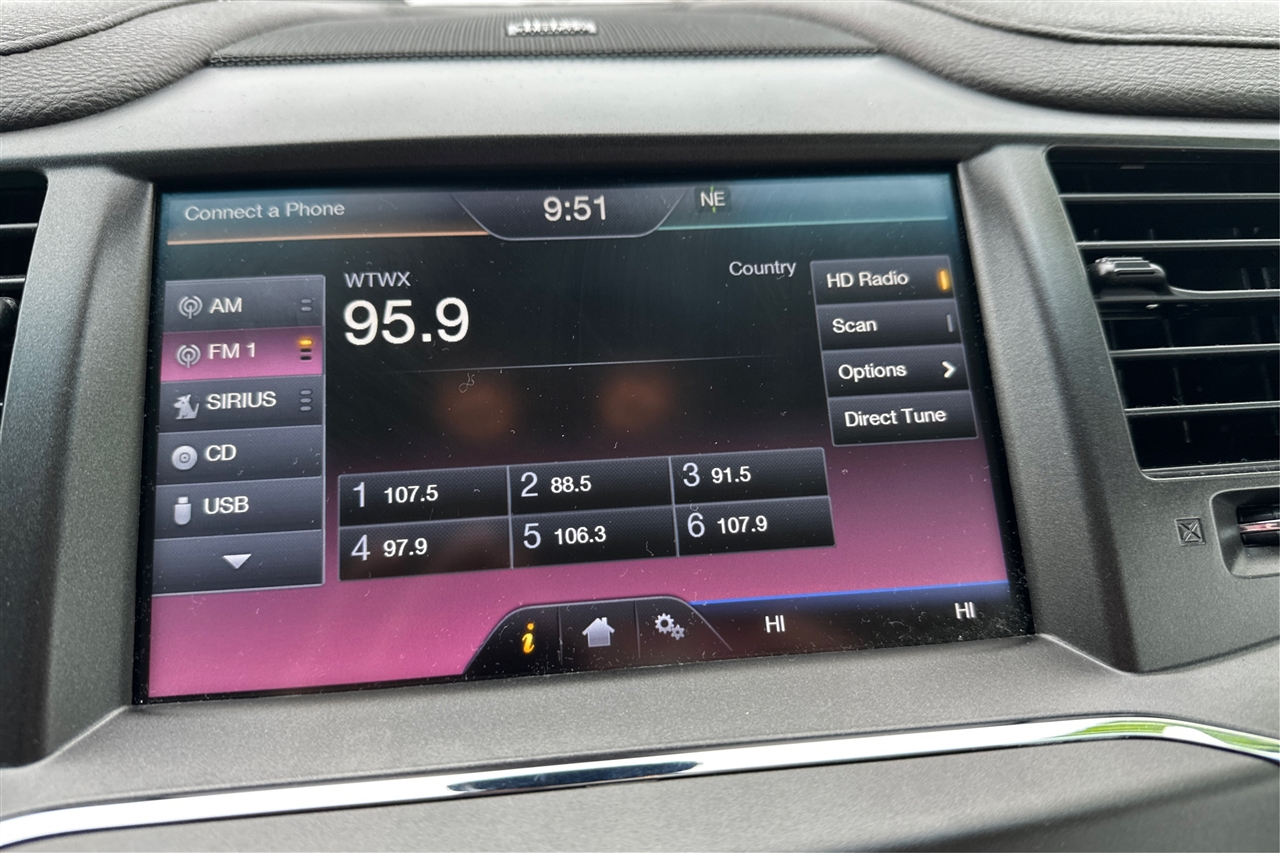 Connect a Phone
9:51
NE
AM
FM 1
SIRIUS
CD
USB
WTWX
95.9
Country
HD Radio
Scan
Options
Direct Tune
1 107.5
2 88.5
3 91.5
4 97.9
5 106.3
6 107.9
i
HI
HI